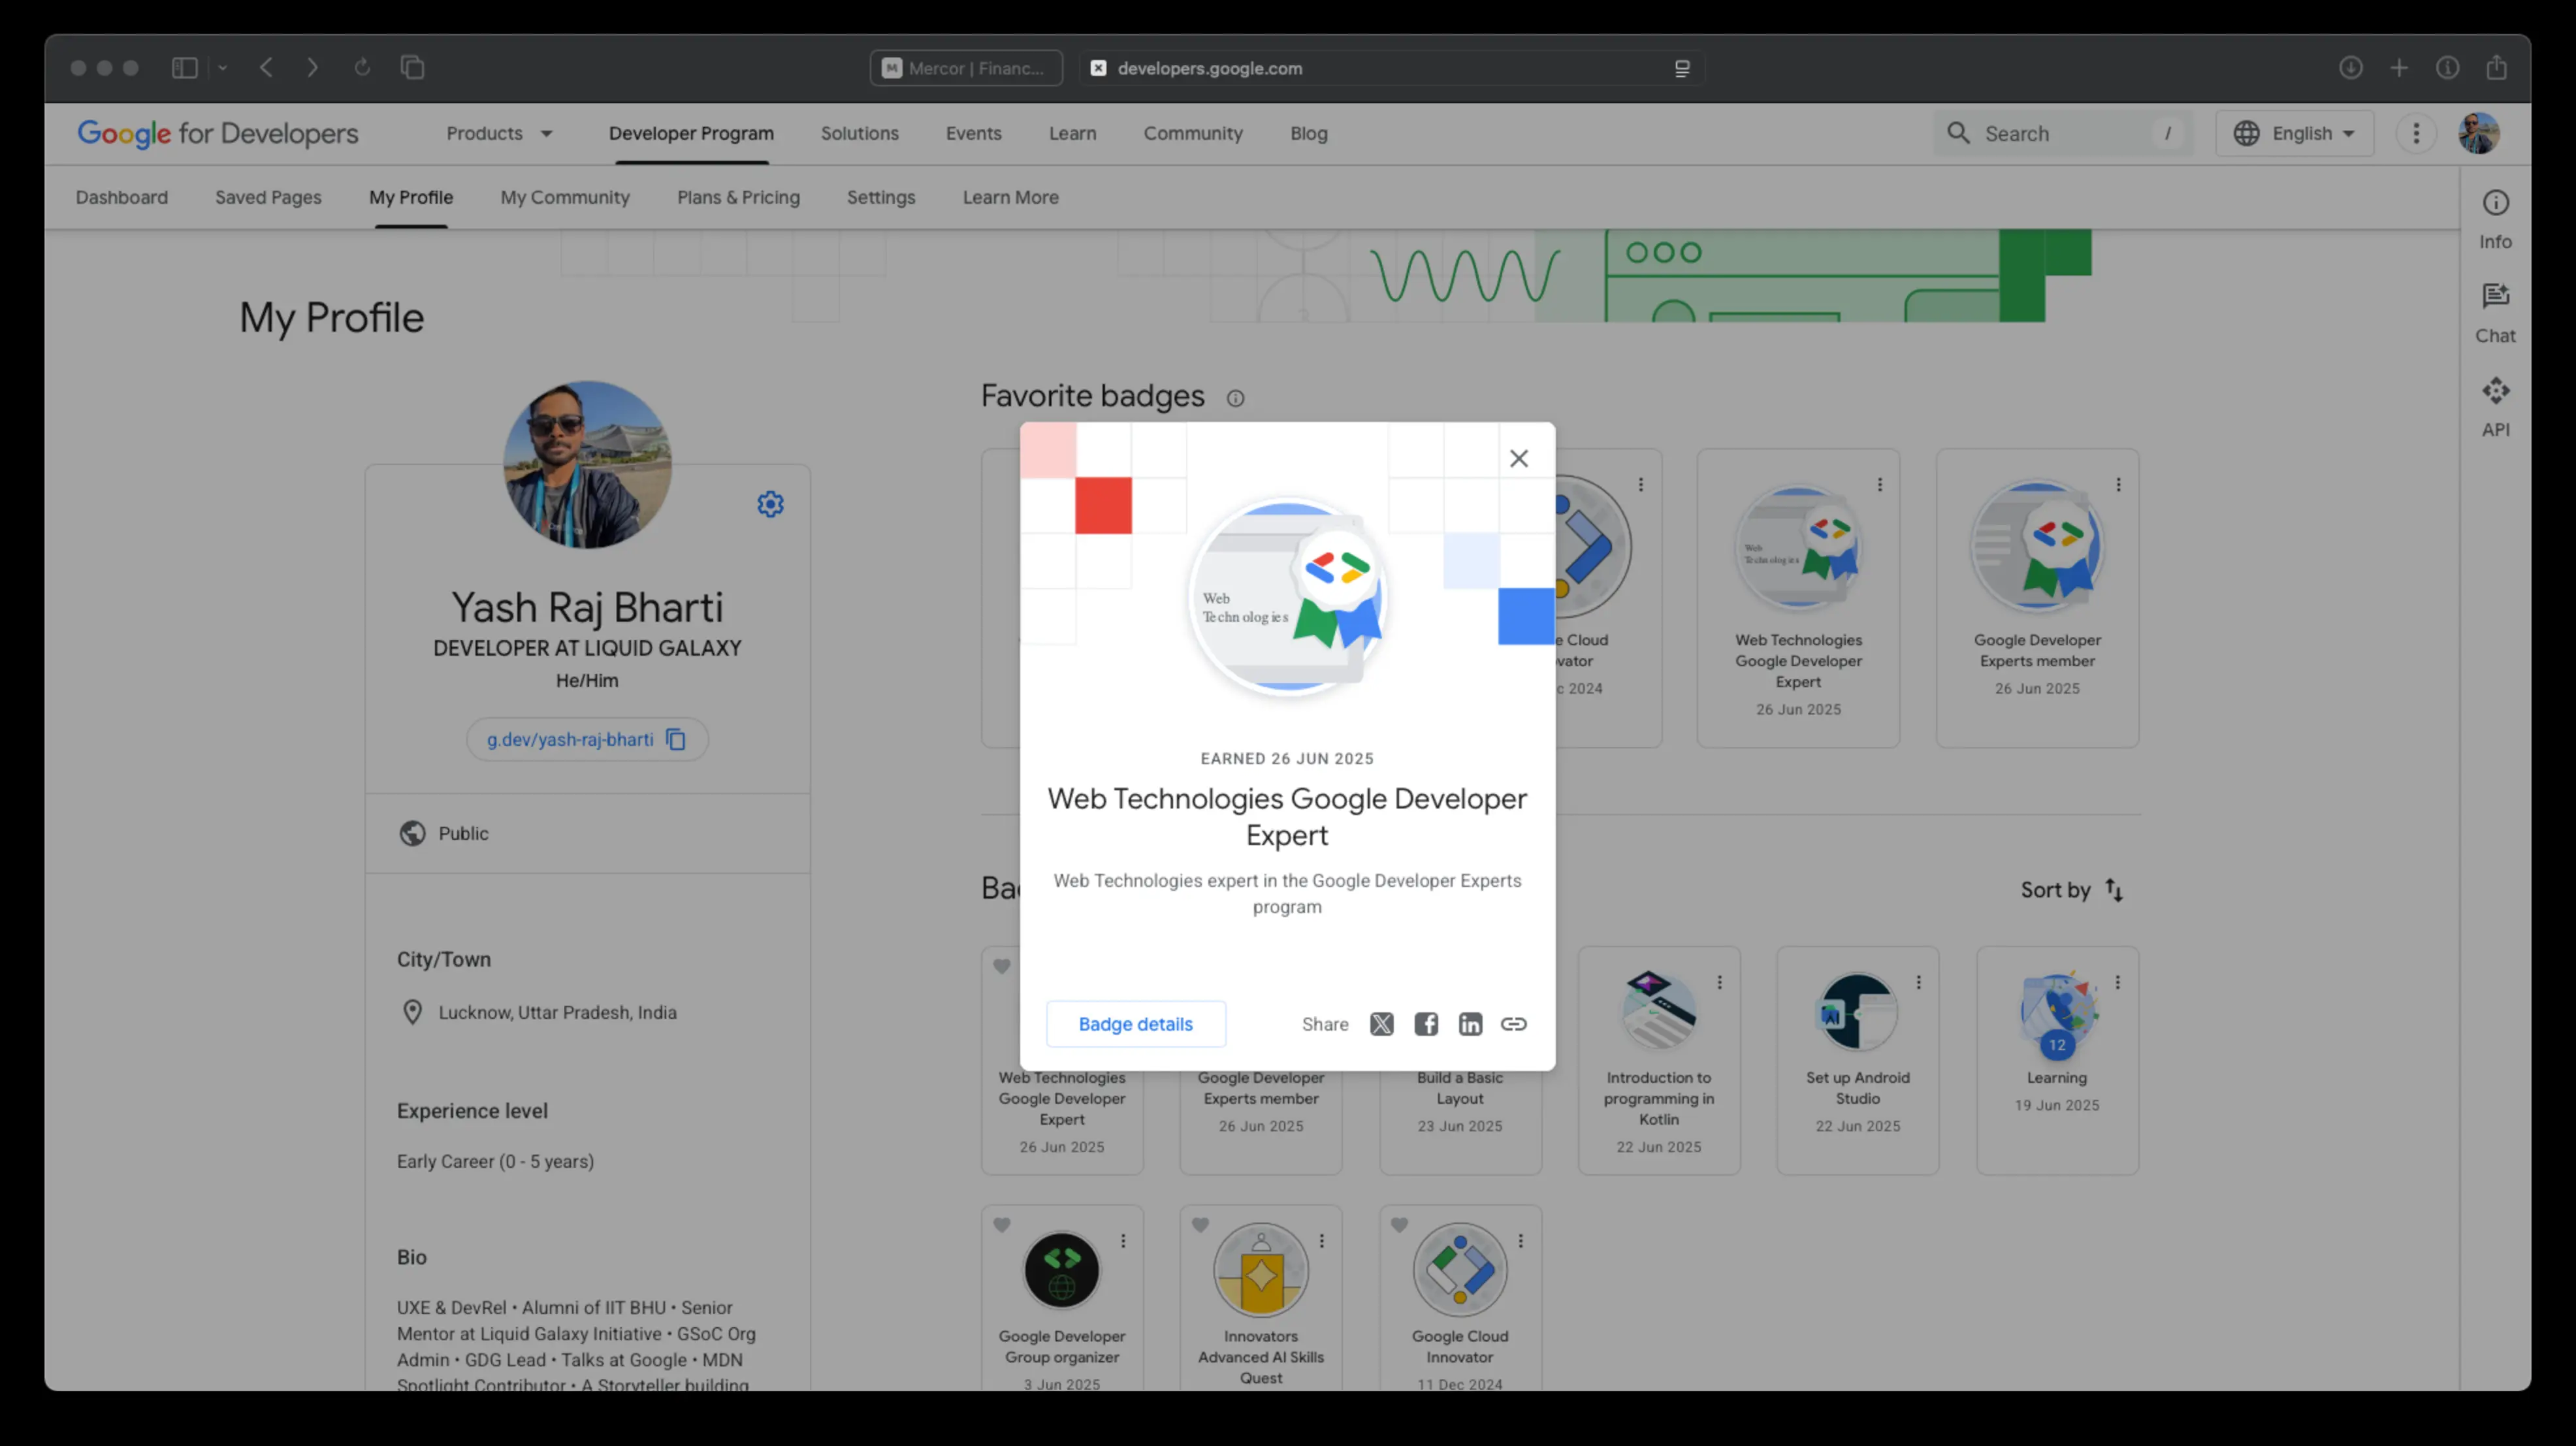 Mercor | Financ...
developers.google.com
Google for Developers
Products
Developer Program
Solutions
Events
Learn
Community
Blog
Search
/
English
Dashboard
Saved Pages
My Profile
My Community
Plans & Pricing
Settings
Learn More
Info
Chat
API
My Profile
Yash Raj Bharti
DEVELOPER AT LIQUID GALAXY
He/Him
g.dev/yash-raj-bharti
Public
City/Town
Lucknow, Uttar Pradesh, India
Experience level
Early Career (0 - 5 years)
Bio
UXE & DevRel • Alumni of IIT BHU • Senior
Mentor at Liquid Galaxy Initiative • GSoC Org
Admin • GDG Lead • Talks at Google • MDN
Spotlight Contributor • A Storyteller building
Favorite badges
e Cloud
vator
c 2024
Web
Technologies
Web Technologies
Google Developer
Expert
26 Jun 2025
Google Developer
Experts member
26 Jun 2025
Web
Technologies
EARNED 26 JUN 2025
Web Technologies Google Developer
Expert
Web Technologies expert in the Google Developer Experts
program
Badge details
Share
Ba
Sort by
Web Technologies
Google Developer
Expert
26 Jun 2025
Google Developer
Experts member
26 Jun 2025
Build a Basic
Layout
23 Jun 2025
Introduction to
programming in
Kotlin
22 Jun 2025
Set up Android
Studio
22 Jun 2025
12
Learning
19 Jun 2025
Google Developer
Group organizer
3 Jun 2025
Innovators
Advanced AI Skills
Quest
Google Cloud
Innovator
11 Dec 2024